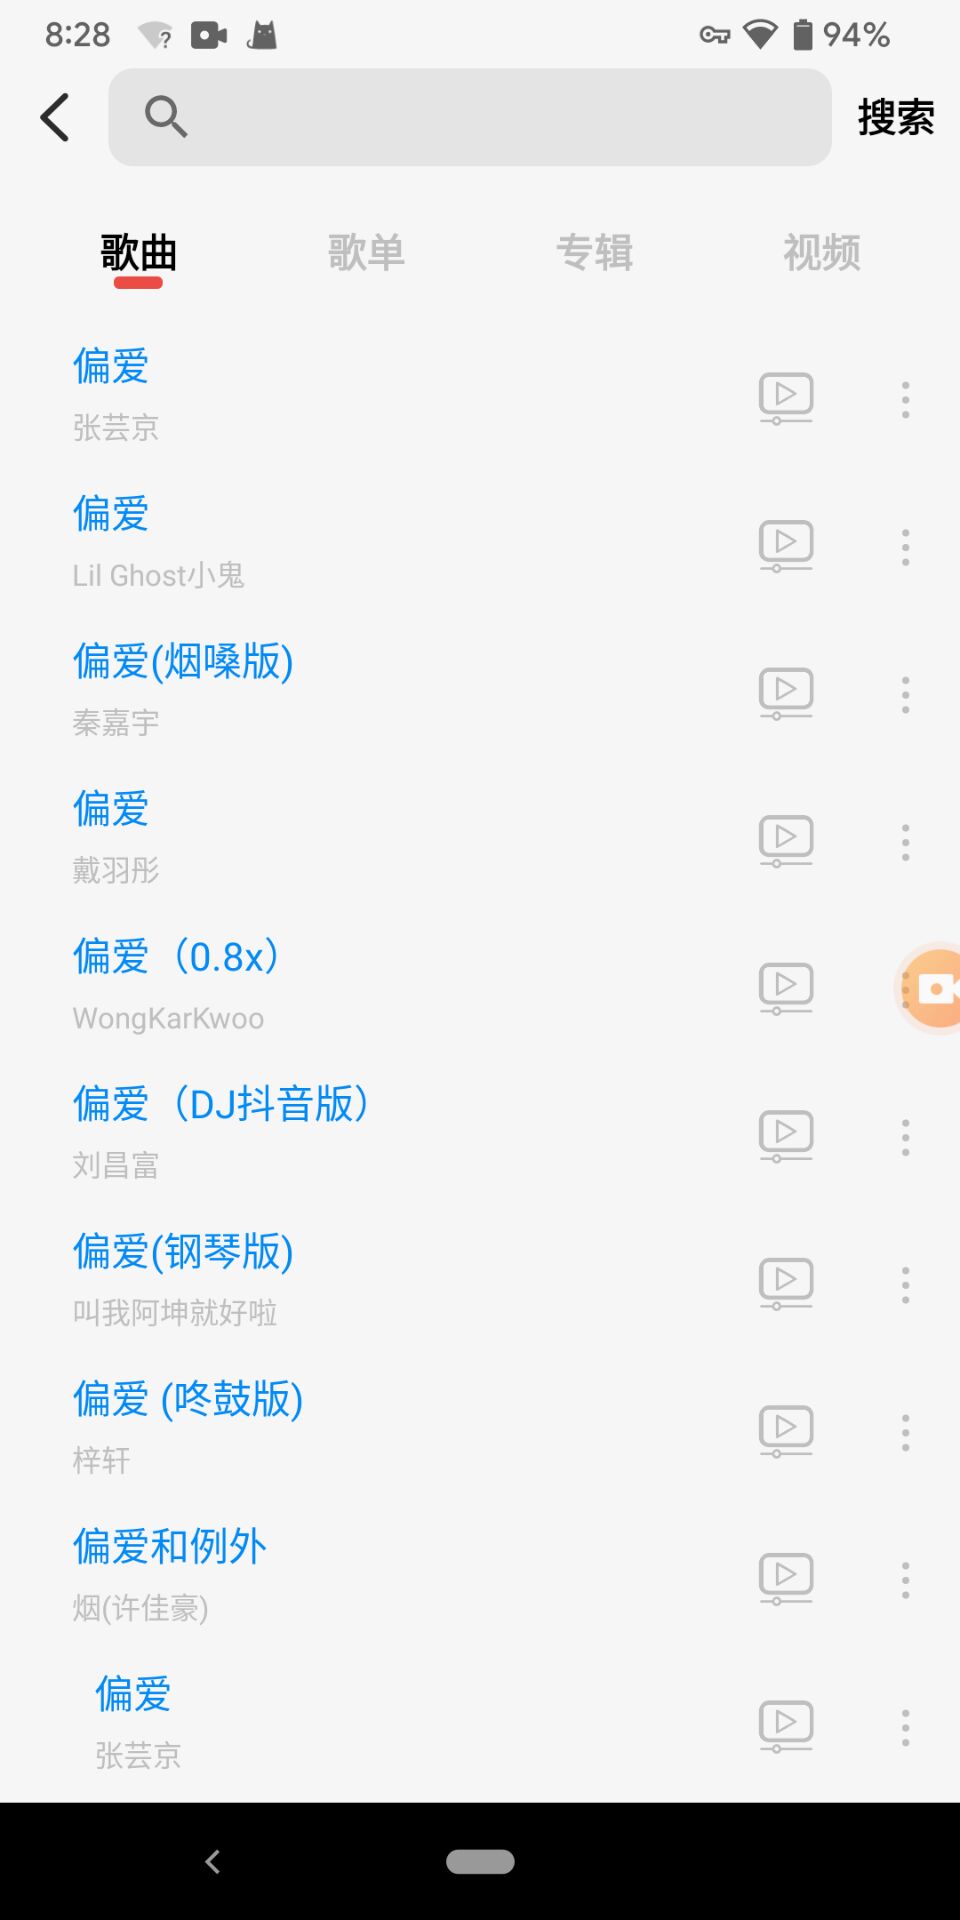 8:28
94%
搜索
歌曲 歌单 专辑 视频
偏爱
张芸京
偏爱
Lil Ghost小鬼
偏爱(烟嗓版)
秦嘉宇
偏爱
戴羽彤
偏爱（0.8x）
WongKarKwoo
偏爱（DJ抖音版）
刘昌富
偏爱(钢琴版)
叫我阿坤就好啦
偏爱 (咚鼓版)
梓轩
偏爱和例外
烟(许佳豪)
偏爱
张芸京